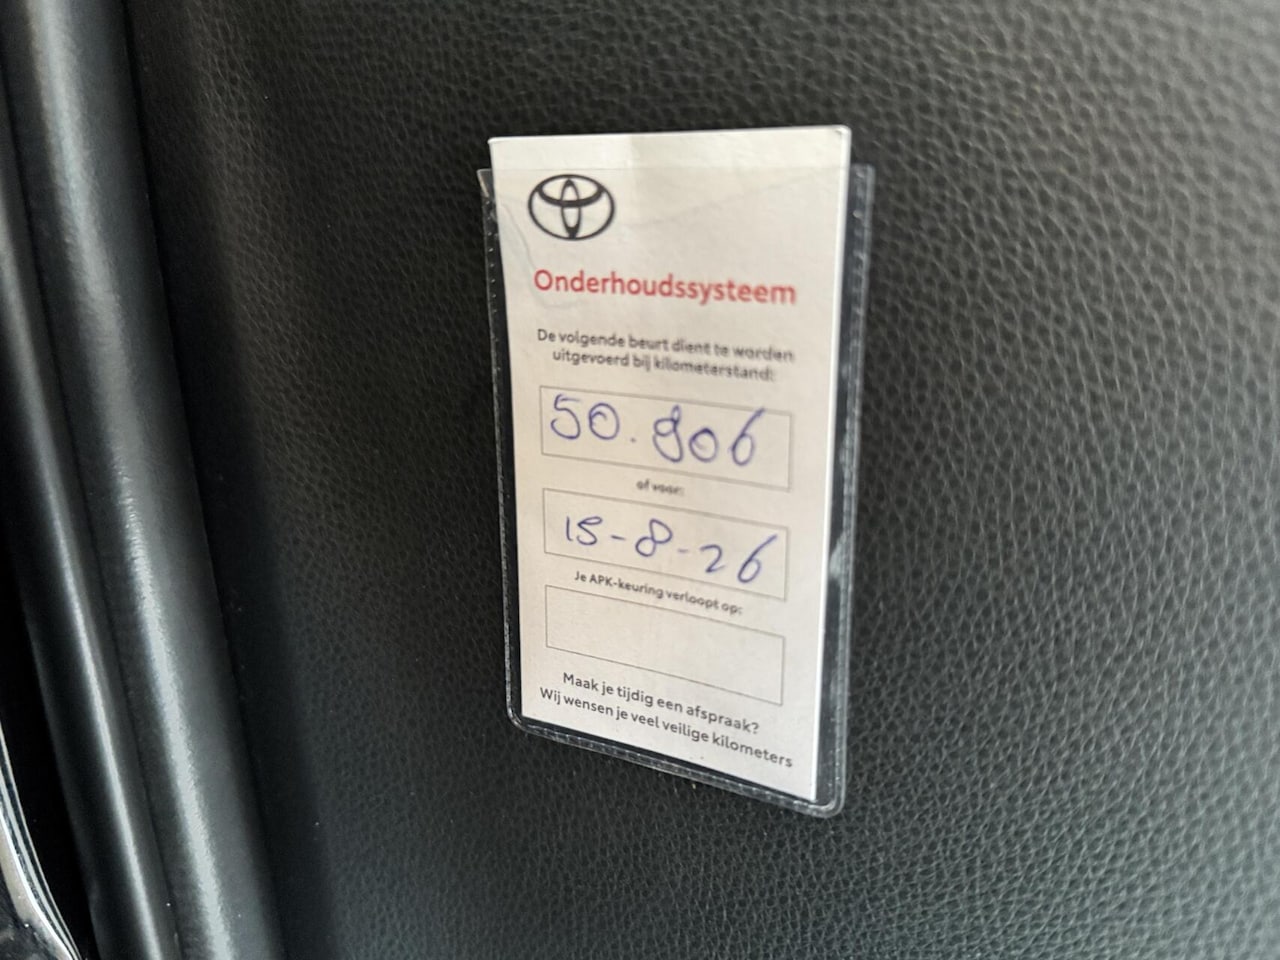 Onderhoudssysteem
De volgende beurt dient te worden
uitgevoerd bij kilometerstand:
50.906
of voor:
15-8-26
Je APK-keuring verloopt op:
Maak je tijdig een afspraak?
Wij wensen je veel veilige kilometers